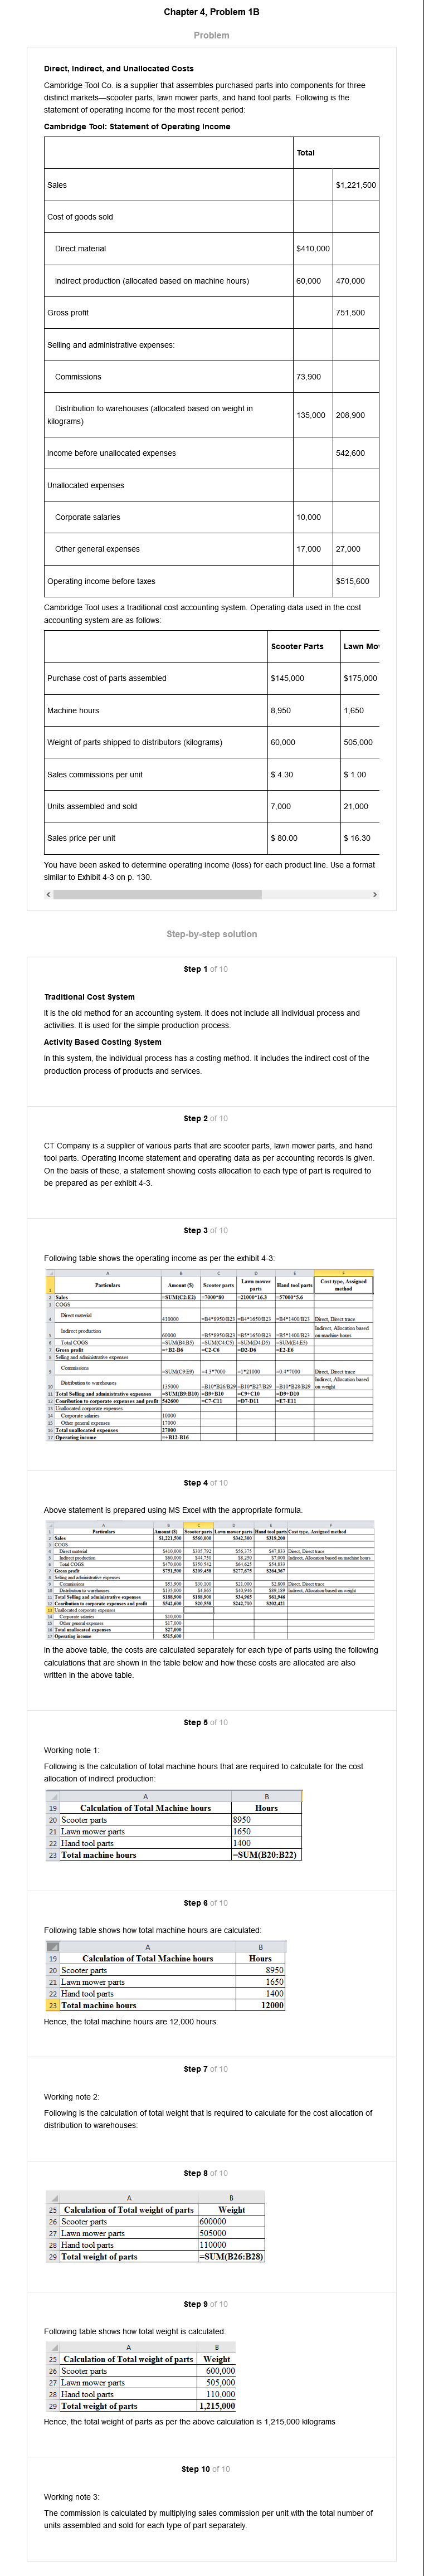 Chapter 4, Problem 1B
Problem
Direct, Indirect, and Unallocated Costs
Cambridge Tool Co. is a supplier that assembles purchased parts into components for three
distinct markets—scooter parts, lawn mower parts, and hand tool parts. Following is the
statement of operating income for the most recent period:
Cambridge Tool: Statement of Operating Income
Total
Sales $1,221,500
Cost of goods sold
Direct material $410,000
Indirect production (allocated based on machine hours) 60,000 470,000
Gross profit 751,500
Selling and administrative expenses:
Commissions 73,900
Distribution to warehouses (allocated based on weight in
kilograms) 135,000 208,900
Income before unallocated expenses 542,600
Unallocated expenses
Corporate salaries 10,000
Other general expenses 17,000 27,000
Operating income before taxes $515,600
Cambridge Tool uses a traditional cost accounting system. Operating data used in the cost
accounting system are as follows:
Scooter Parts Lawn Mo
Purchase cost of parts assembled $145,000 $175,000
Machine hours 8,950 1,650
Weight of parts shipped to distributors (kilograms) 60,000 505,000
Sales commissions per unit $ 4.30 $ 1.00
Units assembled and sold 7,000 21,000
Sales price per unit $ 80.00 $ 16.30
You have been asked to determine operating income (loss) for each product line. Use a format
similar to Exhibit 4-3 on p. 130.
Step-by-step solution
Step 1 of 10
Traditional Cost System
It is the old method for an accounting system. It does not include all individual process and
activities. It is used for the simple production process.
Activity Based Costing System
In this system, the individual process has a costing method. It includes the indirect cost of the
production process of products and services.
Step 2 of 10
CT Company is a supplier of various parts that are scooter parts, lawn mower parts, and hand
tool parts. Operating income statement and operating data as per accounting records is given.
On the basis of these, a statement showing costs allocation to each type of part is required to
be prepared as per exhibit 4-3.
Step 3 of 10
Following table shows the operating income as per the exhibit 4-3:
A B C D E F
1 Particulars Amount ($) Scooter parts Lawn mower parts Hand tool parts Cost type, Assigned method
2 Sales =SUM(C2:E2) =7000*80 =21000*16.3 =57000*5.6
3 COGS
4 Direct material 410000 =B4*8950/B23 =B4*1650/B23 =B4*1400/B23 Direct, Direct trace
5 Indirect production 60000 =B5*8950/B23 =B5*1650/B23 =B5*1400/B23 Indirect, Allocation based on machine hours
6 Total COGS =SUM(B4:B5) =SUM(C4:C5) =SUM(D4:D5) =SUM(E4:E5)
7 Gross profit =+B2-B6 =C2-C6 =D2-D6 =E2-E6
8 Selling and administrative expenses
9 Commissions =SUM(C9:E9) =4.3*7000 =1*21000 =0.4*7000 Direct, Direct trace
10 Distribution to warehouses 135000 =B10*B26/B29 =B10*B27/B29 =B10*B28/B29 Indirect, Allocation based on weight
11 Total Selling and administrative expenses =SUM(B9:B10) =B9+B10 =C9+C10 =D9+D10
12 Contribution to corporate expenses and profit 542600 =C7-C11 =D7-D11 =E7-E11
13 Unallocated corporate expenses
14 Corporate salaries 10000
15 Other general expenses 17000
16 Total unallocated expenses 27000
17 Operating income =+B12-B16
Step 4 of 10
Above statement is prepared using MS Excel with the appropriate formula.
A B C D E F
1 Particulars Amount ($) Scooter parts Lawn mower parts Hand tool parts Cost type, Assigned method
2 Sales $1,221,500 $560,000 $342,300 $319,200
3 COGS
4 Direct material $410,000 $305,792 $56,375 $47,833 Direct, Direct trace
5 Indirect production $60,000 $44,750 $8,250 $7,000 Indirect, Allocation based on machine hours
6 Total COGS $470,000 $350,542 $64,625 $54,833
7 Gross profit $751,500 $209,458 $277,675 $264,367
8 Selling and administrative expenses
9 Commissions $53,900 $30,100 $21,000 $2,800 Direct, Direct trace
10 Distribution to warehouses $135,000 $4,865 $40,946 $89,189 Indirect, Allocation based on weight
11 Total Selling and administrative expenses $188,900 $188,900 $34,965 $61,946
12 Contribution to corporate expenses and profit $542,600 $20,558 $242,710 $202,421
13 Unallocated corporate expenses
14 Corporate salaries $10,000
15 Other general expenses $17,000
16 Total unallocated expenses $27,000
17 Operating income $515,600
In the above table, the costs are calculated separately for each type of parts using the following
calculations that are shown in the table below and how these costs are allocated are also
written in the above table.
Step 5 of 10
Working note 1:
Following is the calculation of total machine hours that are required to calculate for the cost
allocation of indirect production:
A B
19 Calculation of Total Machine hours Hours
20 Scooter parts 8950
21 Lawn mower parts 1650
22 Hand tool parts 1400
23 Total machine hours =SUM(B20:B22)
Step 6 of 10
Following table shows how total machine hours are calculated:
A B
19 Calculation of Total Machine hours Hours
20 Scooter parts 8950
21 Lawn mower parts 1650
22 Hand tool parts 1400
23 Total machine hours 12000
Hence, the total machine hours are 12,000 hours.
Step 7 of 10
Working note 2:
Following is the calculation of total weight that is required to calculate for the cost allocation of
distribution to warehouses:
Step 8 of 10
A B
25 Calculation of Total weight of parts Weight
26 Scooter parts 600000
27 Lawn mower parts 505000
28 Hand tool parts 110000
29 Total weight of parts =SUM(B26:B28)
Step 9 of 10
Following table shows how total weight is calculated:
A B
25 Calculation of Total weight of parts Weight
26 Scooter parts 600,000
27 Lawn mower parts 505,000
28 Hand tool parts 110,000
29 Total weight of parts 1,215,000
Hence, the total weight of parts as per the above calculation is 1,215,000 kilograms
Step 10 of 10
Working note 3:
The commission is calculated by multiplying sales commission per unit with the total number of
units assembled and sold for each type of part separately.